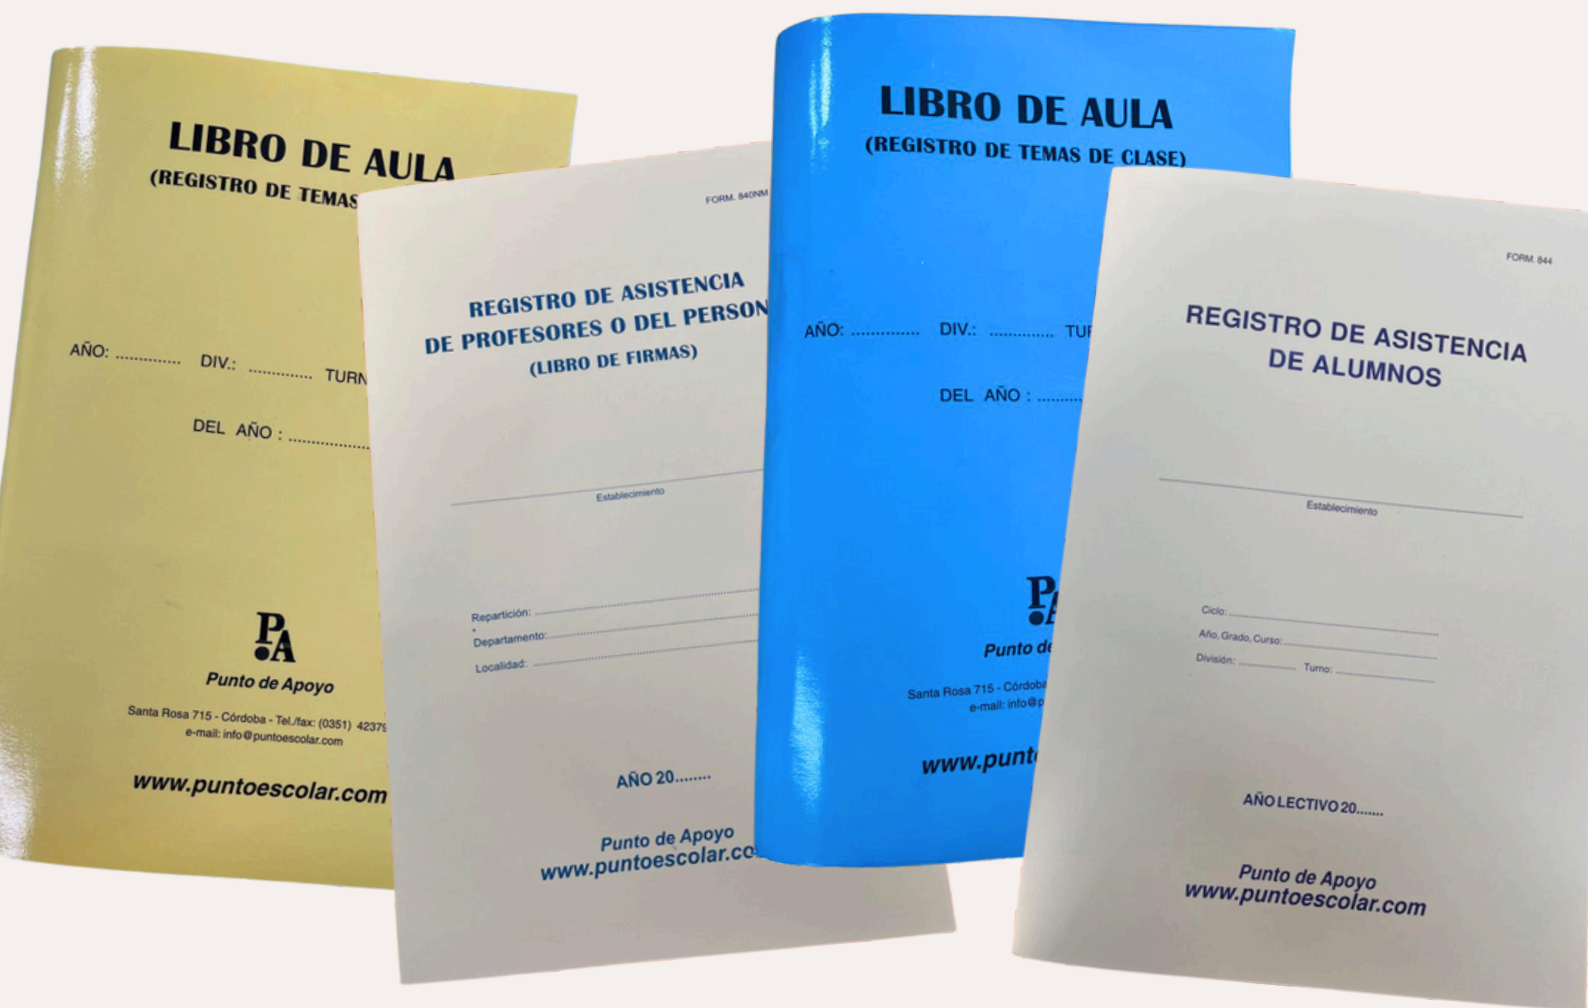 LIBRO DE AULA
(REGISTRO DE TEMAS
AÑO: ............. DIV.: ............. TURN
DEL AÑO : ................
PA
Punto de Apoyo
Santa Rosa 715 - Córdoba - Tel./fax: (0351) 4237
e-mail: info@puntoescolar.com
www.puntoescolar.com
FORM. 840NM
REGISTRO DE ASISTENCIA
DE PROFESORES O DEL PERSON
(LIBRO DE FIRMAS)
Establecimiento
Repartición:
Departamento:
Localidad:
AÑO 20........
Punto de Apoyo
www.puntoescolar.co
LIBRO DE AULA
(REGISTRO DE TEMAS DE CLASE)
AÑO: ............. DIV.: ............. TUR
DEL AÑO : .........
P
Punto de
Santa Rosa 715 - Córdoba
e-mail: info@p
www.punt
FORM. 844
REGISTRO DE ASISTENCIA
DE ALUMNOS
Establecimiento
Ciclo:
Año, Grado, Curso:
División: Turno:
AÑO LECTIVO 20.......
Punto de Apoyo
www.puntoescolar.com